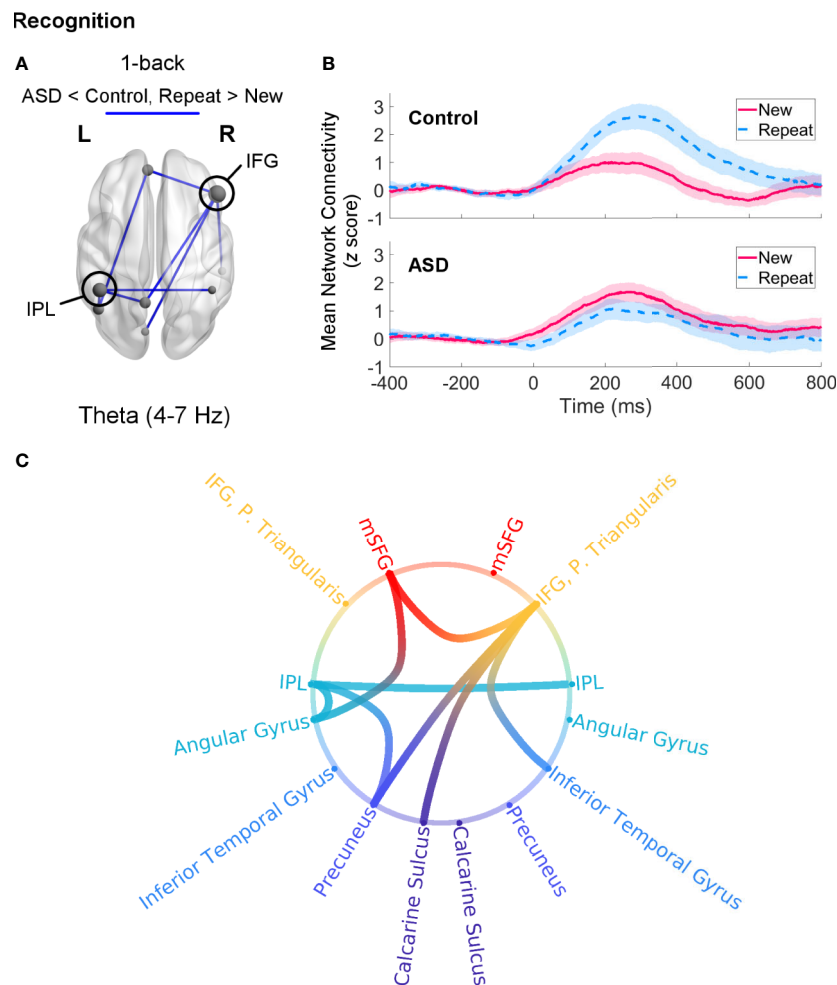 Recognition
A
1-back
ASD < Control, Repeat > New
L
R
IFG
IPL
Theta (4-7 Hz)
B
Control
New
Repeat
3
2
1
0
-1
ASD
New
Repeat
3
2
1
0
-1
Mean Network Connectivity
(z score)
-400
-200
0
200
400
600
800
Time (ms)
C
IFG, P. Triangularis
mSFG
mSFG
IFG, P. Triangularis
IPL
IPL
Angular Gyrus
Angular Gyrus
Inferior Temporal Gyrus
Inferior Temporal Gyrus
Precuneus
Precuneus
Calcarine Sulcus
Calcarine Sulcus